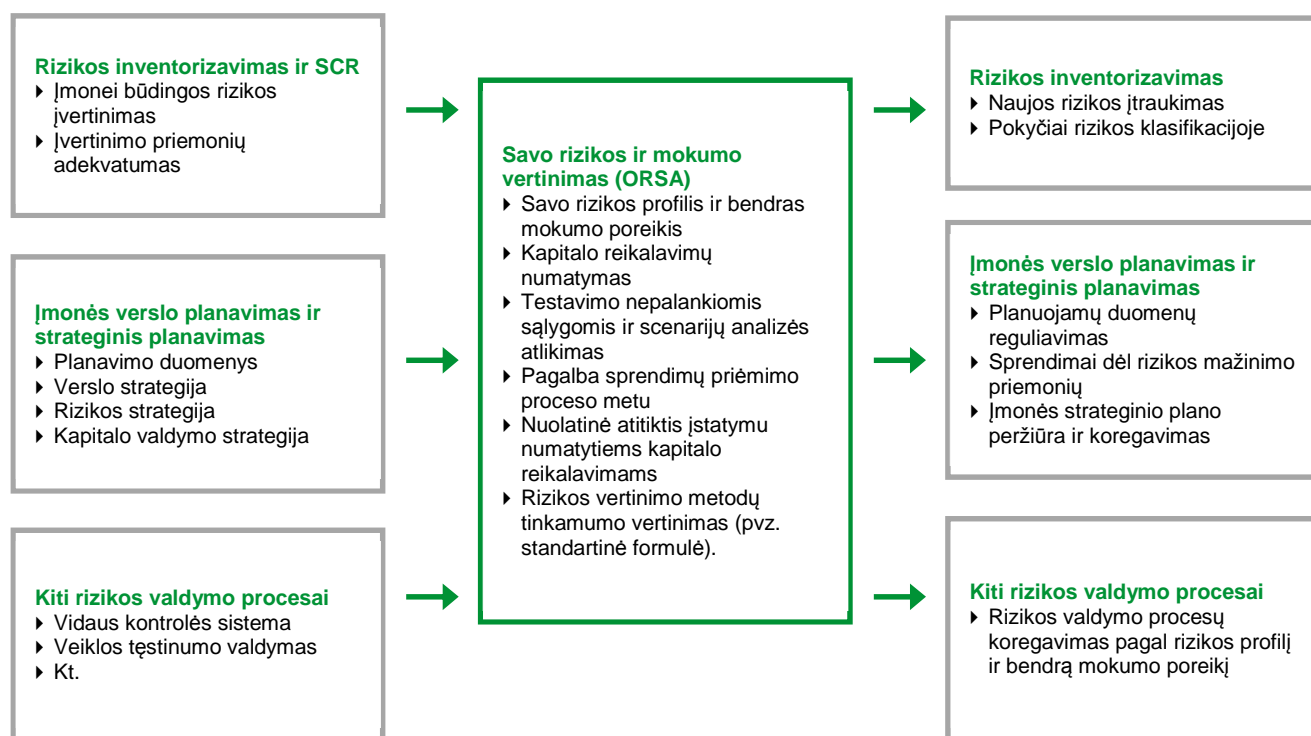 Rizikos inventorizavimas ir SCR
Įmonei būdingos rizikos
įvertinimas
Įvertinimo priemonių
adekvatumas
Įmonės verslo planavimas ir
strateginis planavimas
Planavimo duomenys
Verslo strategija
Rizikos strategija
Kapitalo valdymo strategija
Kiti rizikos valdymo procesai
Vidaus kontrolės sistema
Veiklos tęstinumo valdymas
Kt.
Savo rizikos ir mokumo
vertinimas (ORSA)
Savo rizikos profilis ir bendras
mokumo poreikis
Kapitalo reikalavimų
numatymas
Testavimo nepalankiomis
sąlygomis ir scenarijų analizės
atlikimas
Pagalba sprendimų priėmimo
proceso metu
Nuolatinė atitiktis įstatymu
numatytiems kapitalo
reikalavimams
Rizikos vertinimo metodų
tinkamumo vertinimas (pvz.
standartinė formulė).
Rizikos inventorizavimas
Naujos rizikos įtraukimas
Pokyčiai rizikos klasifikacijoje
Įmonės verslo planavimas ir
strateginis planavimas
Planuojamų duomenų
reguliavimas
Sprendimai dėl rizikos mažinimo
priemonių
Įmonės strateginio plano
peržiūra ir koregavimas
Kiti rizikos valdymo procesai
Rizikos valdymo procesų
koregavimas pagal rizikos profilį
ir bendrą mokumo poreikį